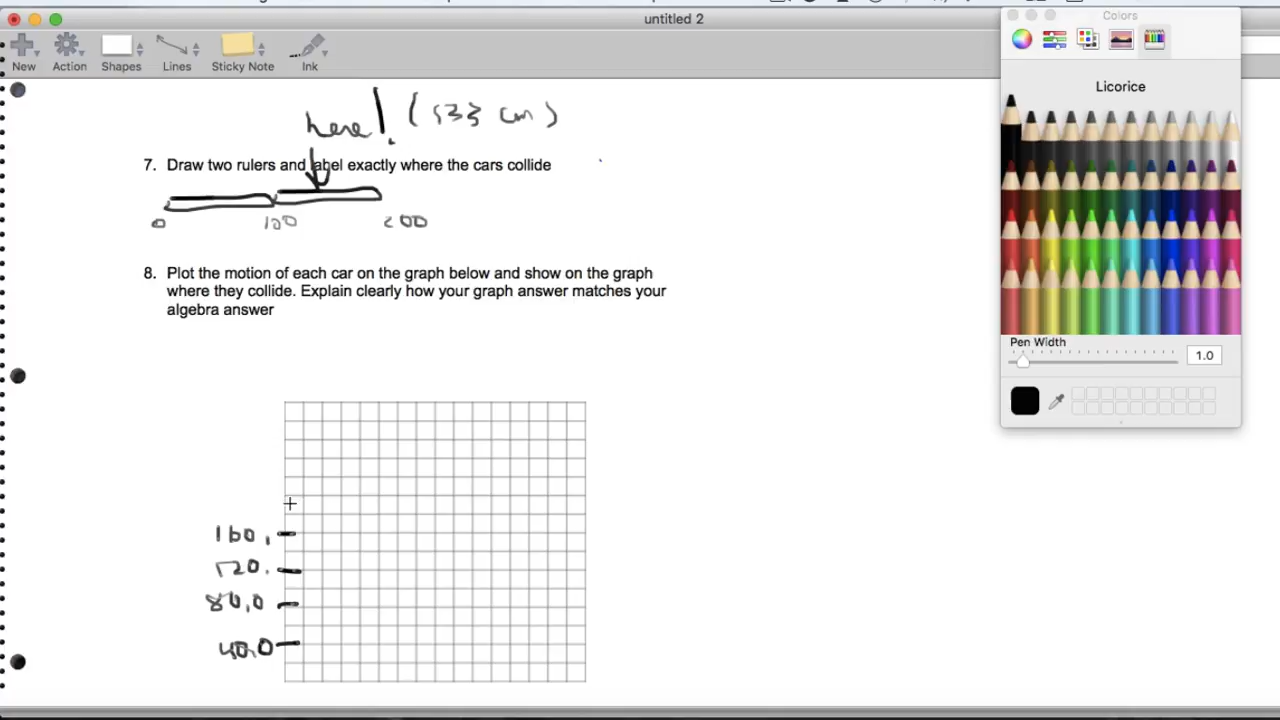 untitled 2
Colors
New Action Shapes Lines Sticky Note Ink
Licorice
here! (133 cm)
7. Draw two rulers and label exactly where the cars collide
0 100 200
8. Plot the motion of each car on the graph below and show on the graph
where they collide. Explain clearly how your graph answer matches your
algebra answer
Pen Width
1.0
160.
120.
80.0
40.0